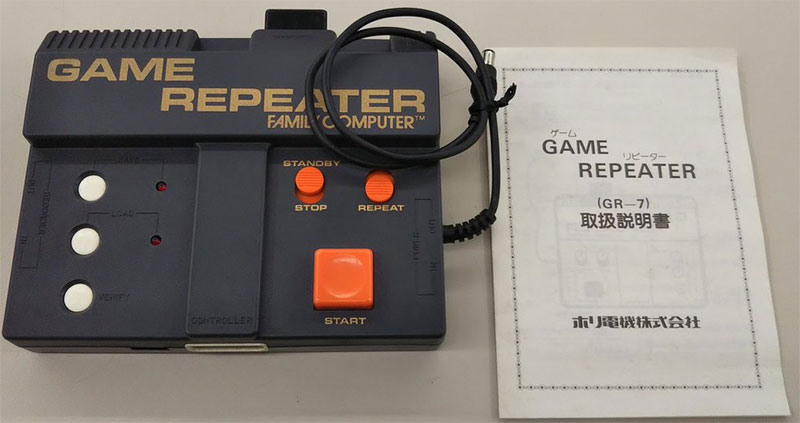 GAME
REPEATER
FAMILY COMPUTER™
SAVE
LOAD
VERIFY
CONTROLLER
STANDBY
STOP
REPEAT
START
ゲーム
GAME
リピーター
REPEATER
(GR-7)
取扱説明書
ホリ電機株式会社